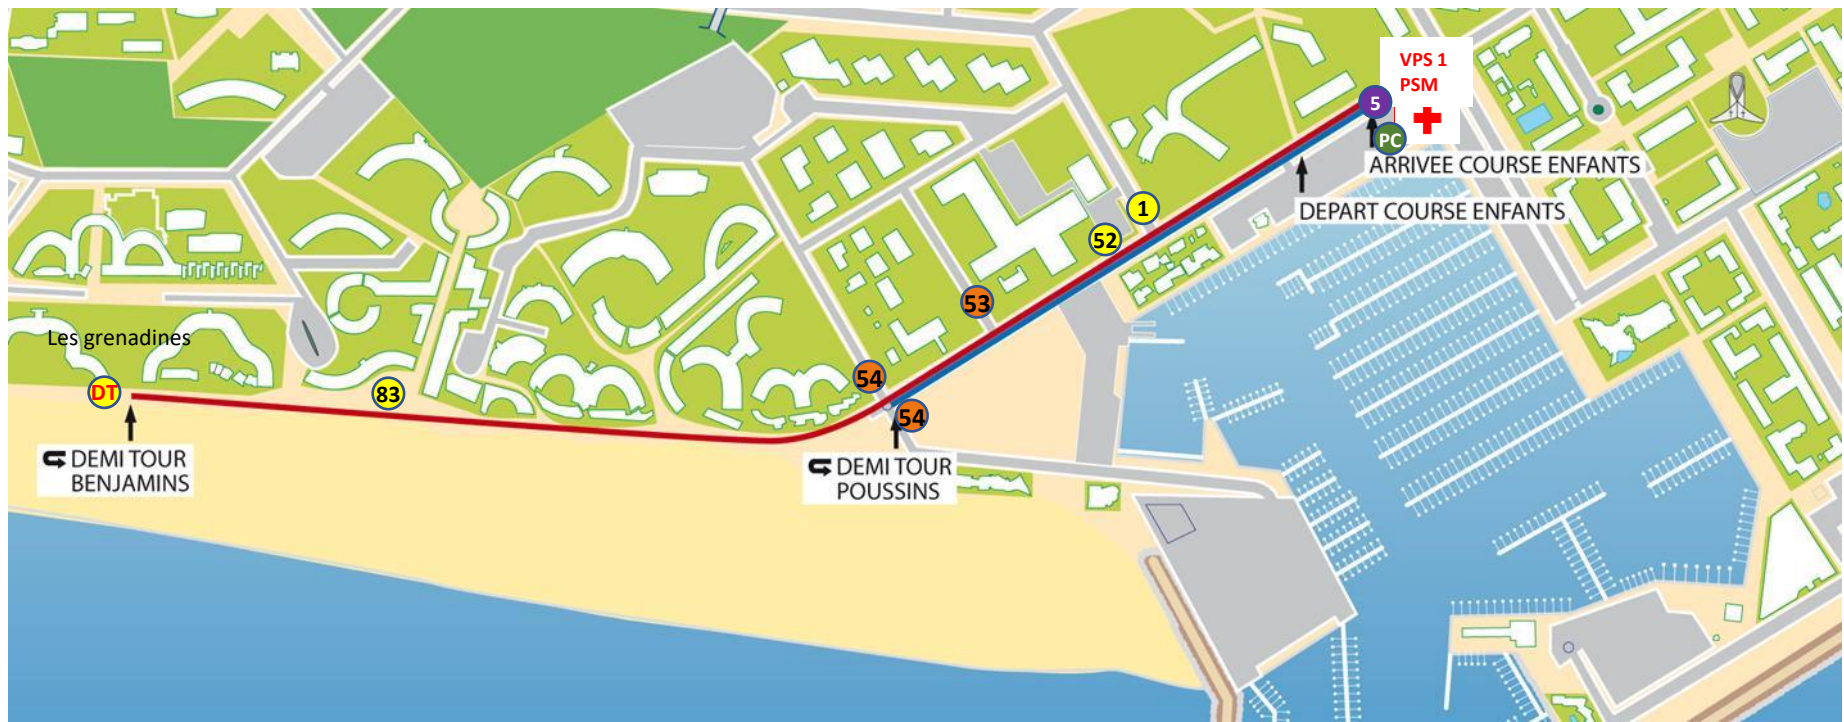 VPS 1
PSM
5
PC
ARRIVEE COURSE ENFANTS
DEPART COURSE ENFANTS
1
52
53
Les grenadines
54
DT
83
54
DEMI TOUR
BENJAMINS
DEMI TOUR
POUSSINS